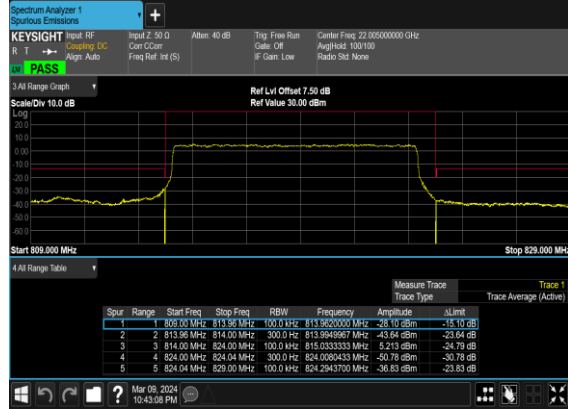 Spectrum Analyzer 1
Spurious Emissions
KEYSIGHT Input: RF Input Z: 50 Ω Atten: 40 dB Trig: Free Run Center Freq: 22.005000000 GHz
R T Coupling: DC Corr CCorr Gate: Off Avg|Hold: 100/100
Align: Auto Freq Ref: Int (S) IF Gain: Low Radio Std: None
PASS
3 All Range Graph Ref Lvl Offset 7.50 dB
Scale/Div 10.0 dB Ref Value 30.00 dBm
Log
20.0
10.0
0.00
-10.0
-20.0
-30.0
-40.0
-50.0
-60.0
Start 809.000 MHz Stop 829.000 MHz
4 All Range Table
Measure Trace Trace 1
Trace Type Trace Average (Active)
Spur Range Start Freq Stop Freq RBW Frequency Amplitude ΔLimit
1 1 809.00 MHz 813.96 MHz 100.0 kHz 813.9620000 MHz -28.10 dBm -15.10 dB
2 2 813.96 MHz 814.00 MHz 300.0 Hz 813.9949967 MHz -43.64 dBm -23.64 dB
3 3 814.00 MHz 824.00 MHz 100.0 kHz 815.0333333 MHz 5.213 dBm -24.79 dB
4 4 824.00 MHz 824.04 MHz 300.0 Hz 824.0080433 MHz -50.78 dBm -30.78 dB
5 5 824.04 MHz 829.00 MHz 100.0 kHz 824.2943700 MHz -36.83 dBm -23.83 dB
Mar 09, 2024
10:43:08 PM